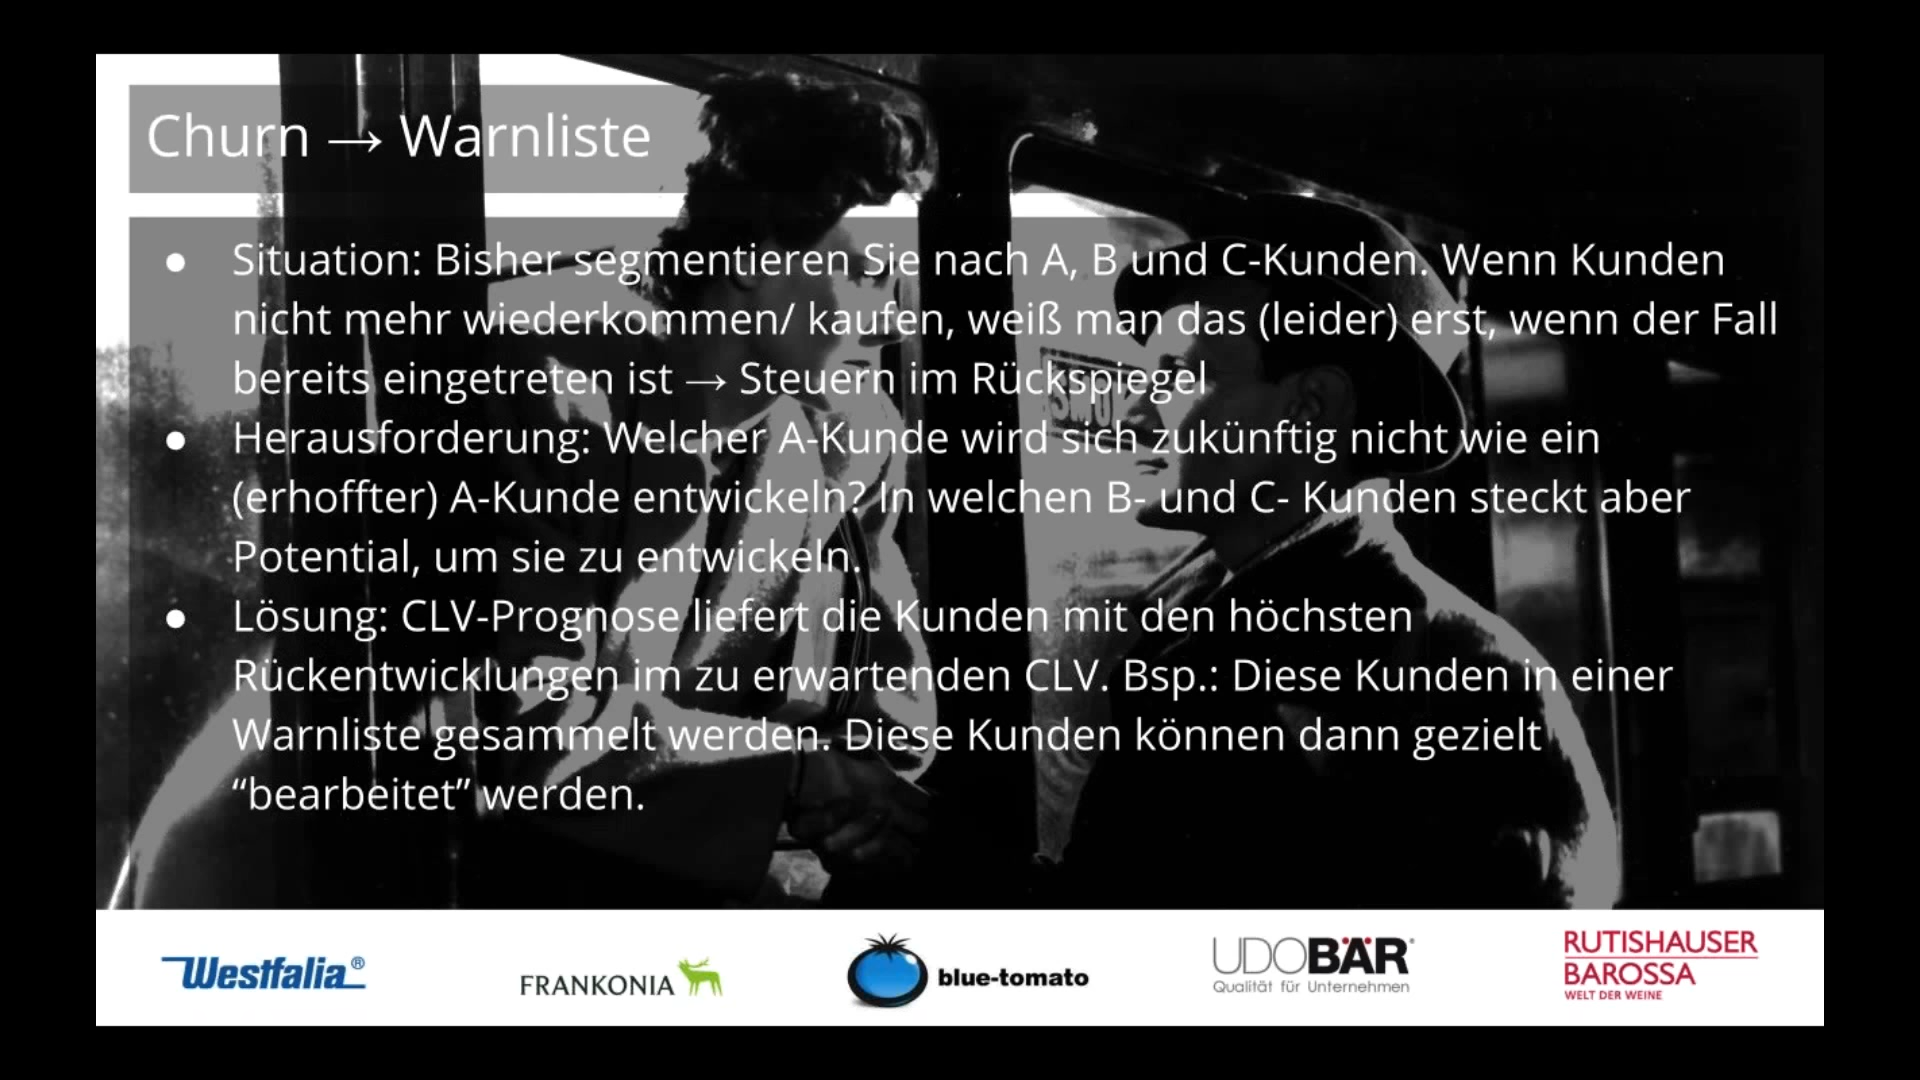 Churn → Warnliste
● Situation: Bisher segmentieren Sie nach A, B und C-Kunden. Wenn Kunden
nicht mehr wiederkommen/ kaufen, weiß man das (leider) erst, wenn der Fall
bereits eingetreten ist → Steuern im Rückspiegel
● Herausforderung: Welcher A-Kunde wird sich zukünftig nicht wie ein
(erhoffter) A-Kunde entwickeln? In welchen B- und C- Kunden steckt aber
Potential, um sie zu entwickeln.
● Lösung: CLV-Prognose liefert die Kunden mit den höchsten
Rückentwicklungen im zu erwartenden CLV. Bsp.: Diese Kunden in einer
Warnliste gesammelt werden. Diese Kunden können dann gezielt
“bearbeitet” werden.
Westfalia®
FRANKONIA
blue-tomato
UDOBÄR
Qualität für Unternehmen
RUTISHAUSER
BAROSSA
WELT DER WEINE